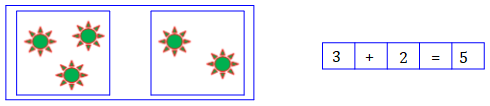 3 + 2 = 5